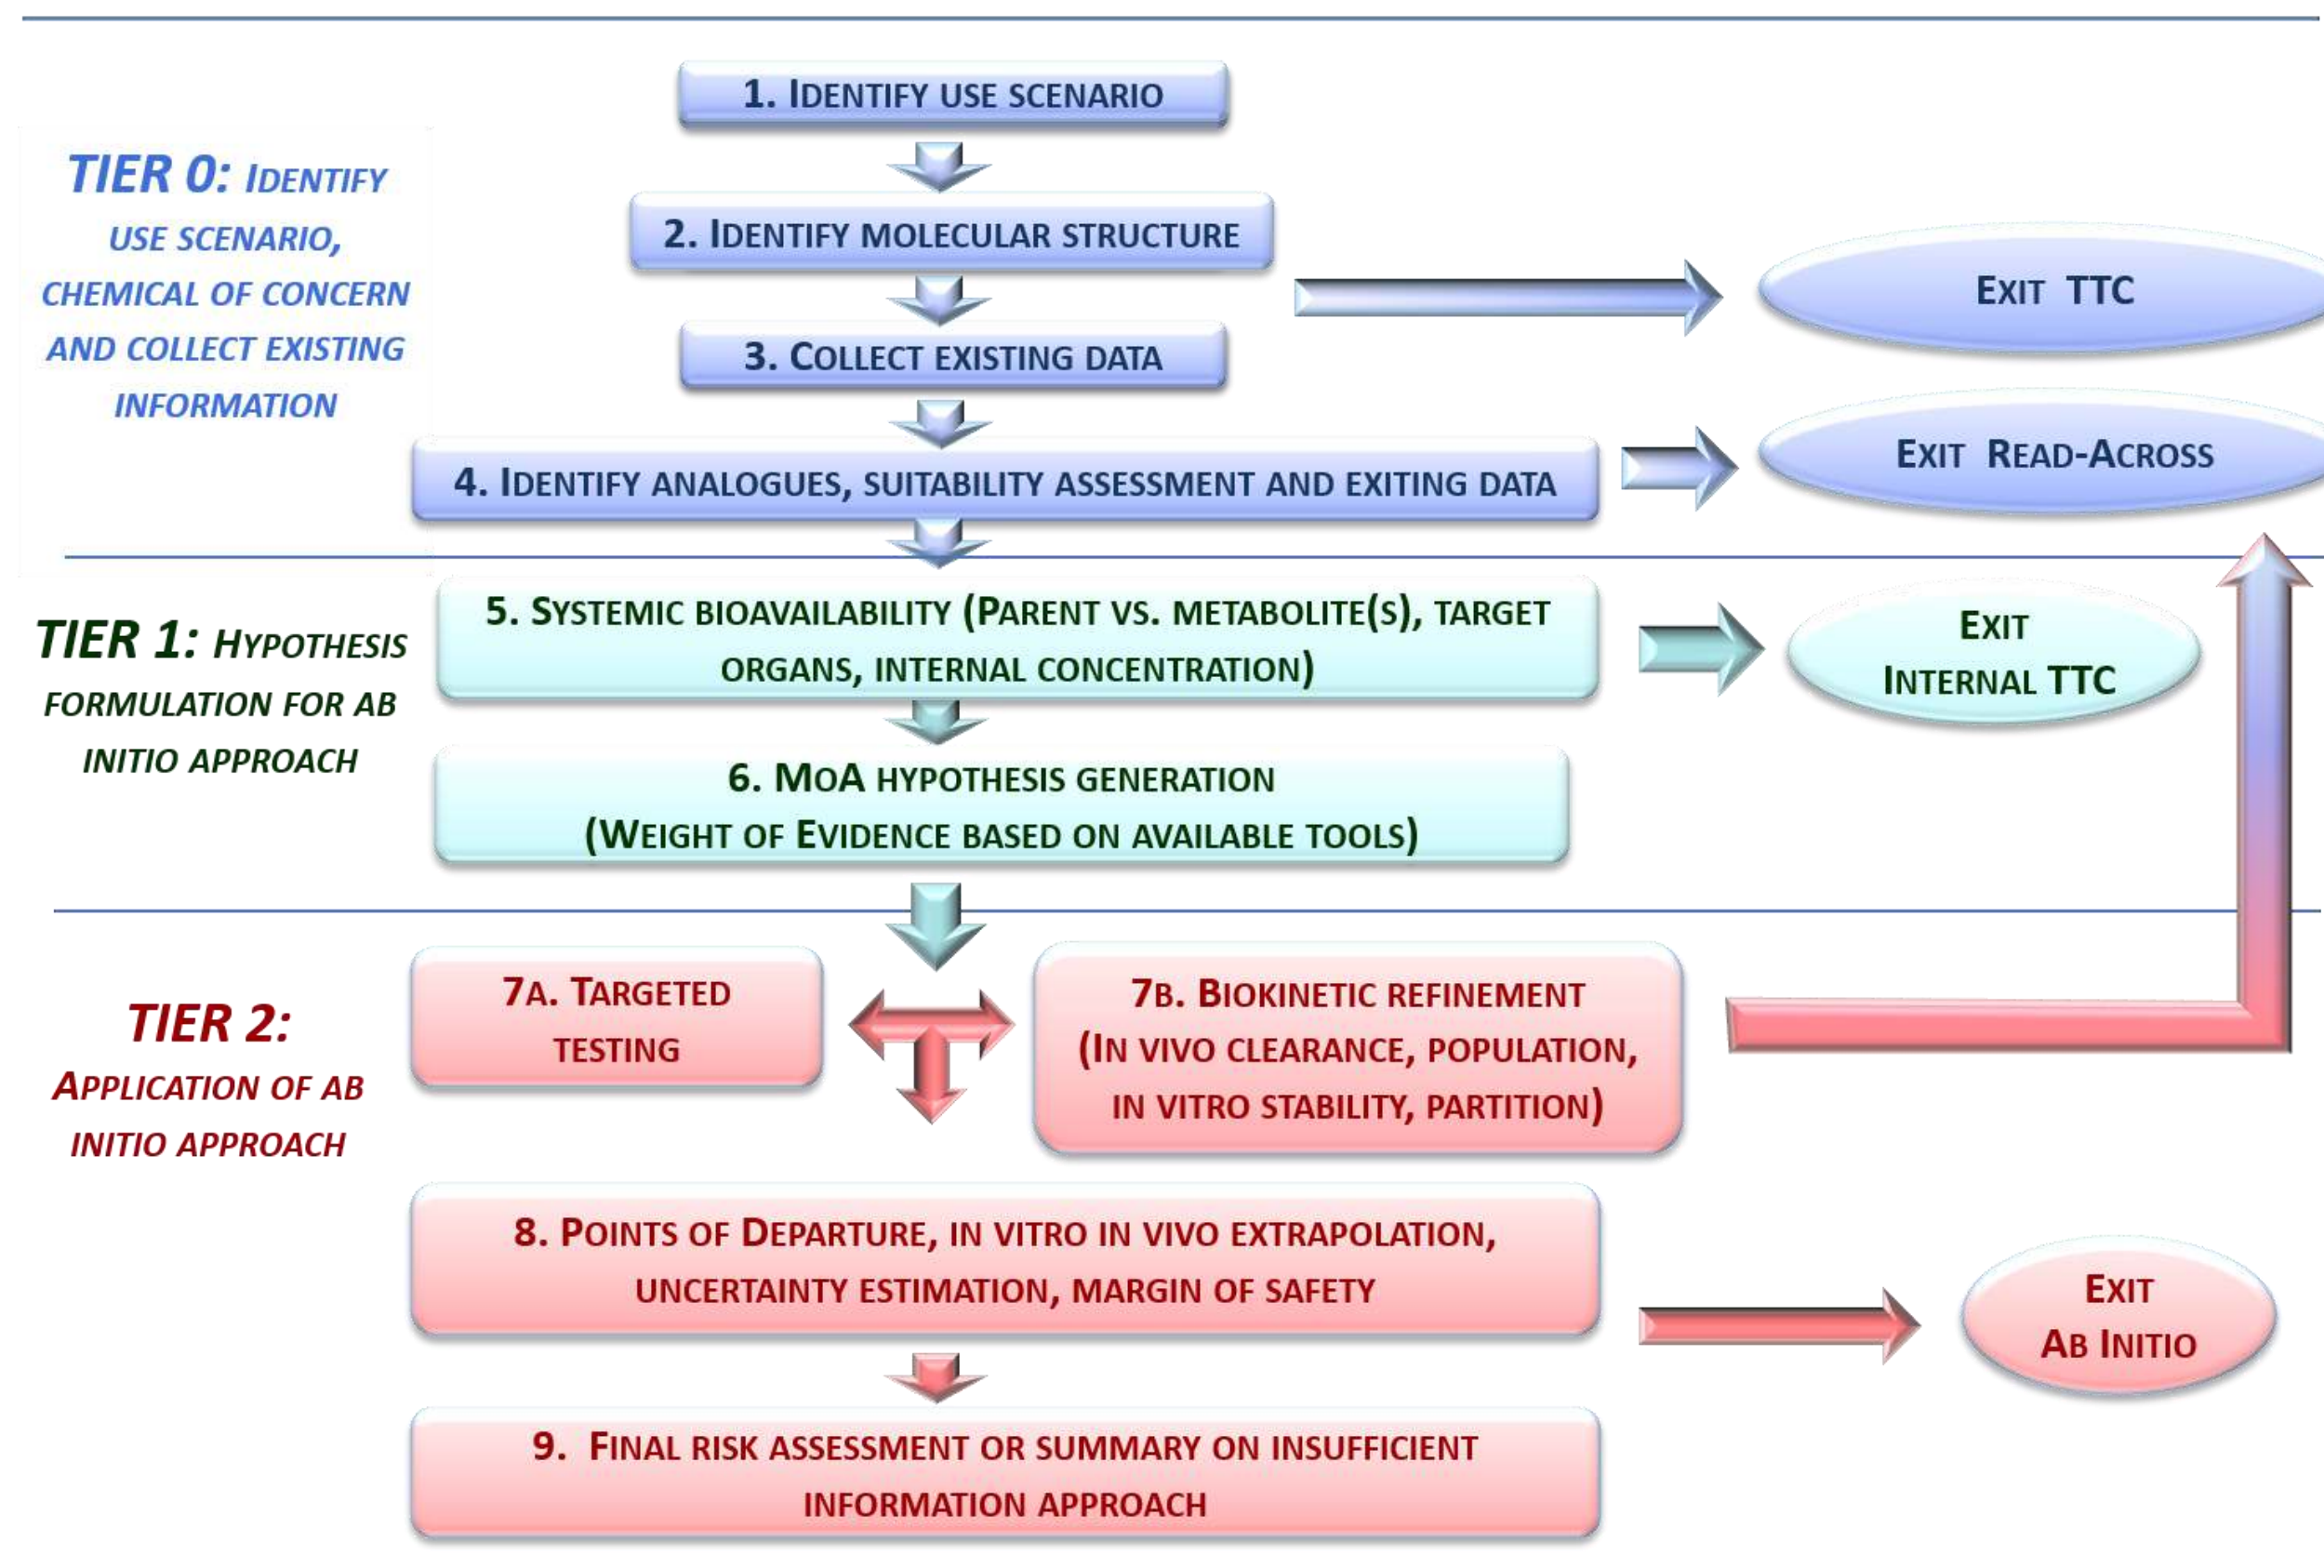 1. IDENTIFY USE SCENARIO
TIER 0: IDENTIFY
USE SCENARIO,
CHEMICAL OF CONCERN
AND COLLECT EXISTING
INFORMATION
2. IDENTIFY MOLECULAR STRUCTURE
EXIT TTC
3. COLLECT EXISTING DATA
EXIT READ-ACROSS
4. IDENTIFY ANALOGUES, SUITABILITY ASSESSMENT AND EXITING DATA
TIER 1: HYPOTHESIS
FORMULATION FOR AB
INITIO APPROACH
5. SYSTEMIC BIOAVAILABILITY (PARENT VS. METABOLITE(S), TARGET
ORGANS, INTERNAL CONCENTRATION)
EXIT
INTERNAL TTC
6. MOA HYPOTHESIS GENERATION
(WEIGHT OF EVIDENCE BASED ON AVAILABLE TOOLS)
TIER 2:
APPLICATION OF AB
INITIO APPROACH
7A. TARGETED
TESTING
7B. BIOKINETIC REFINEMENT
(IN VIVO CLEARANCE, POPULATION,
IN VITRO STABILITY, PARTITION)
8. POINTS OF DEPARTURE, IN VITRO IN VIVO EXTRAPOLATION,
UNCERTAINTY ESTIMATION, MARGIN OF SAFETY
EXIT
AB INITIO
9. FINAL RISK ASSESSMENT OR SUMMARY ON INSUFFICIENT
INFORMATION APPROACH